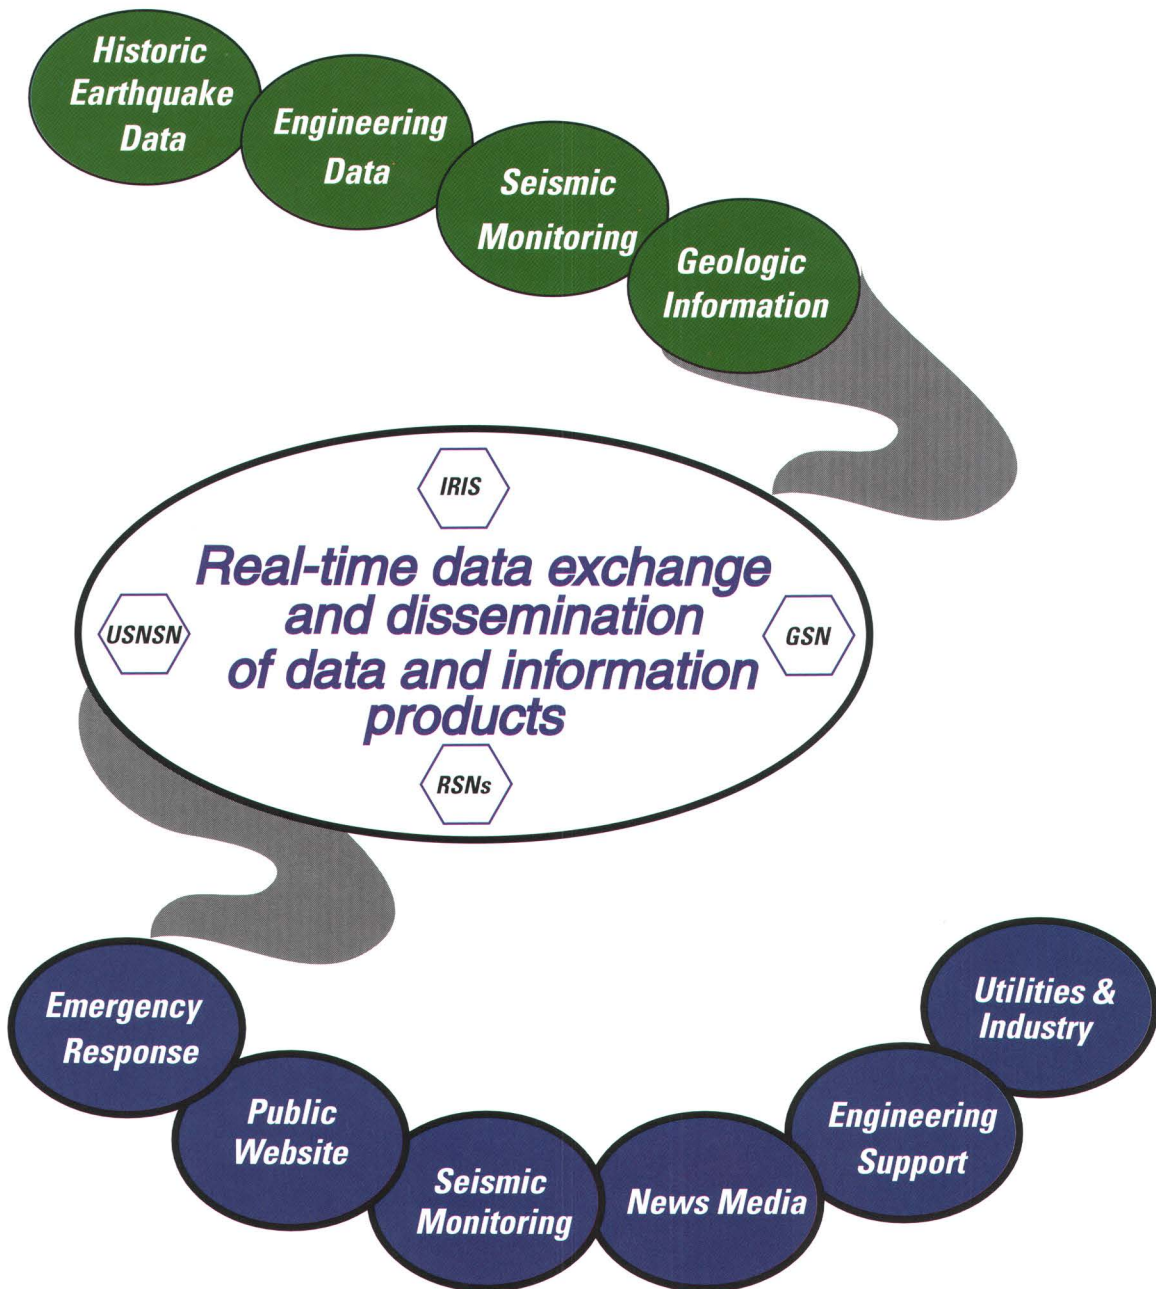 Historic
Earthquake
Data
Engineering
Data
Seismic
Monitoring
Geologic
Information
IRIS
Real-time data exchange
and dissemination
of data and information
products
USNSN
GSN
RSNs
Emergency
Response
Public
Website
Seismic
Monitoring
News Media
Engineering
Support
Utilities &
Industry